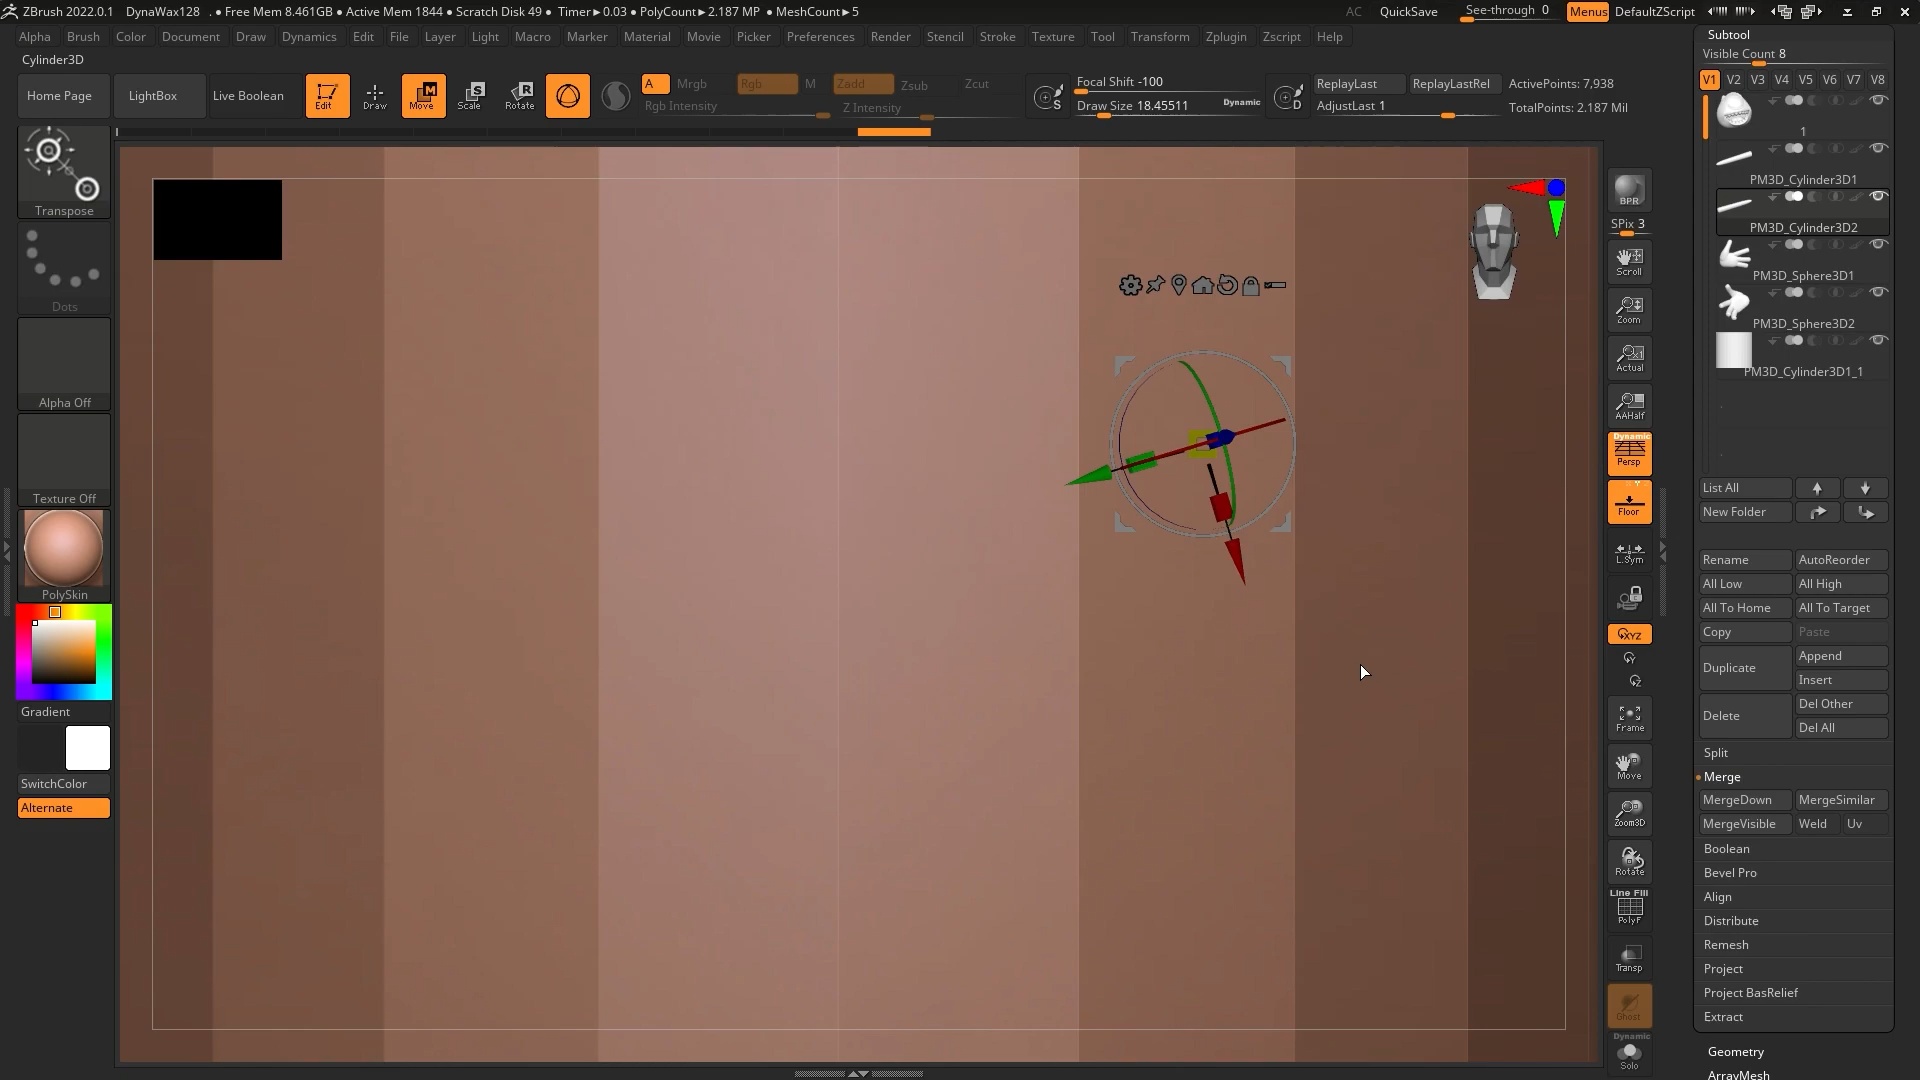 ZBrush 2022.0.1 DynaWax128 . • Free Mem 8.461GB • Active Mem 1844 • Scratch Disk 49 • Timer▸0.03 • PolyCount▸2.187 MP • MeshCount▸5 AC QuickSave See-through 0 Menus DefaultZScript
Alpha Brush Color Document Draw Dynamics Edit File Layer Light Macro Marker Material Movie Picker Preferences Render Stencil Stroke Texture Tool Transform Zplugin Zscript Help
Cylinder3D
Home Page LightBox Live Boolean Edit Draw Move Scale Rotate
A Mrgb Rgb M Zadd Zsub Zcut
Rgb Intensity Z Intensity
Focal Shift -100
Draw Size 18.45511 Dynamic
ReplayLast ReplayLastRel ActivePoints: 7,938
AdjustLast 1 TotalPoints: 2.187 Mil
Transpose
Dots
Alpha Off
Texture Off
PolySkin
Gradient
SwitchColor
Alternate
BPR
SPix 3
Scroll
Zoom
Actual
AAHalf
Dynamic
Persp
Floor
L.Sym
XYZ
Y
Z
Frame
Move
Zoom3D
Rotate
Line Fill
PolyF
Transp
Ghost
Dynamic
Solo
Subtool
Visible Count 8
V1 V2 V3 V4 V5 V6 V7 V8
1
PM3D_Cylinder3D1
PM3D_Cylinder3D2
PM3D_Sphere3D1
PM3D_Sphere3D2
PM3D_Cylinder3D1_1
List All
New Folder
Rename AutoReorder
All Low All High
All To Home All To Target
Copy Paste
Duplicate Append
Insert
Delete Del Other
Del All
Split
Merge
MergeDown MergeSimilar
MergeVisible Weld Uv
Boolean
Bevel Pro
Align
Distribute
Remesh
Project
Project BasRelief
Extract
Geometry
ArrayMesh